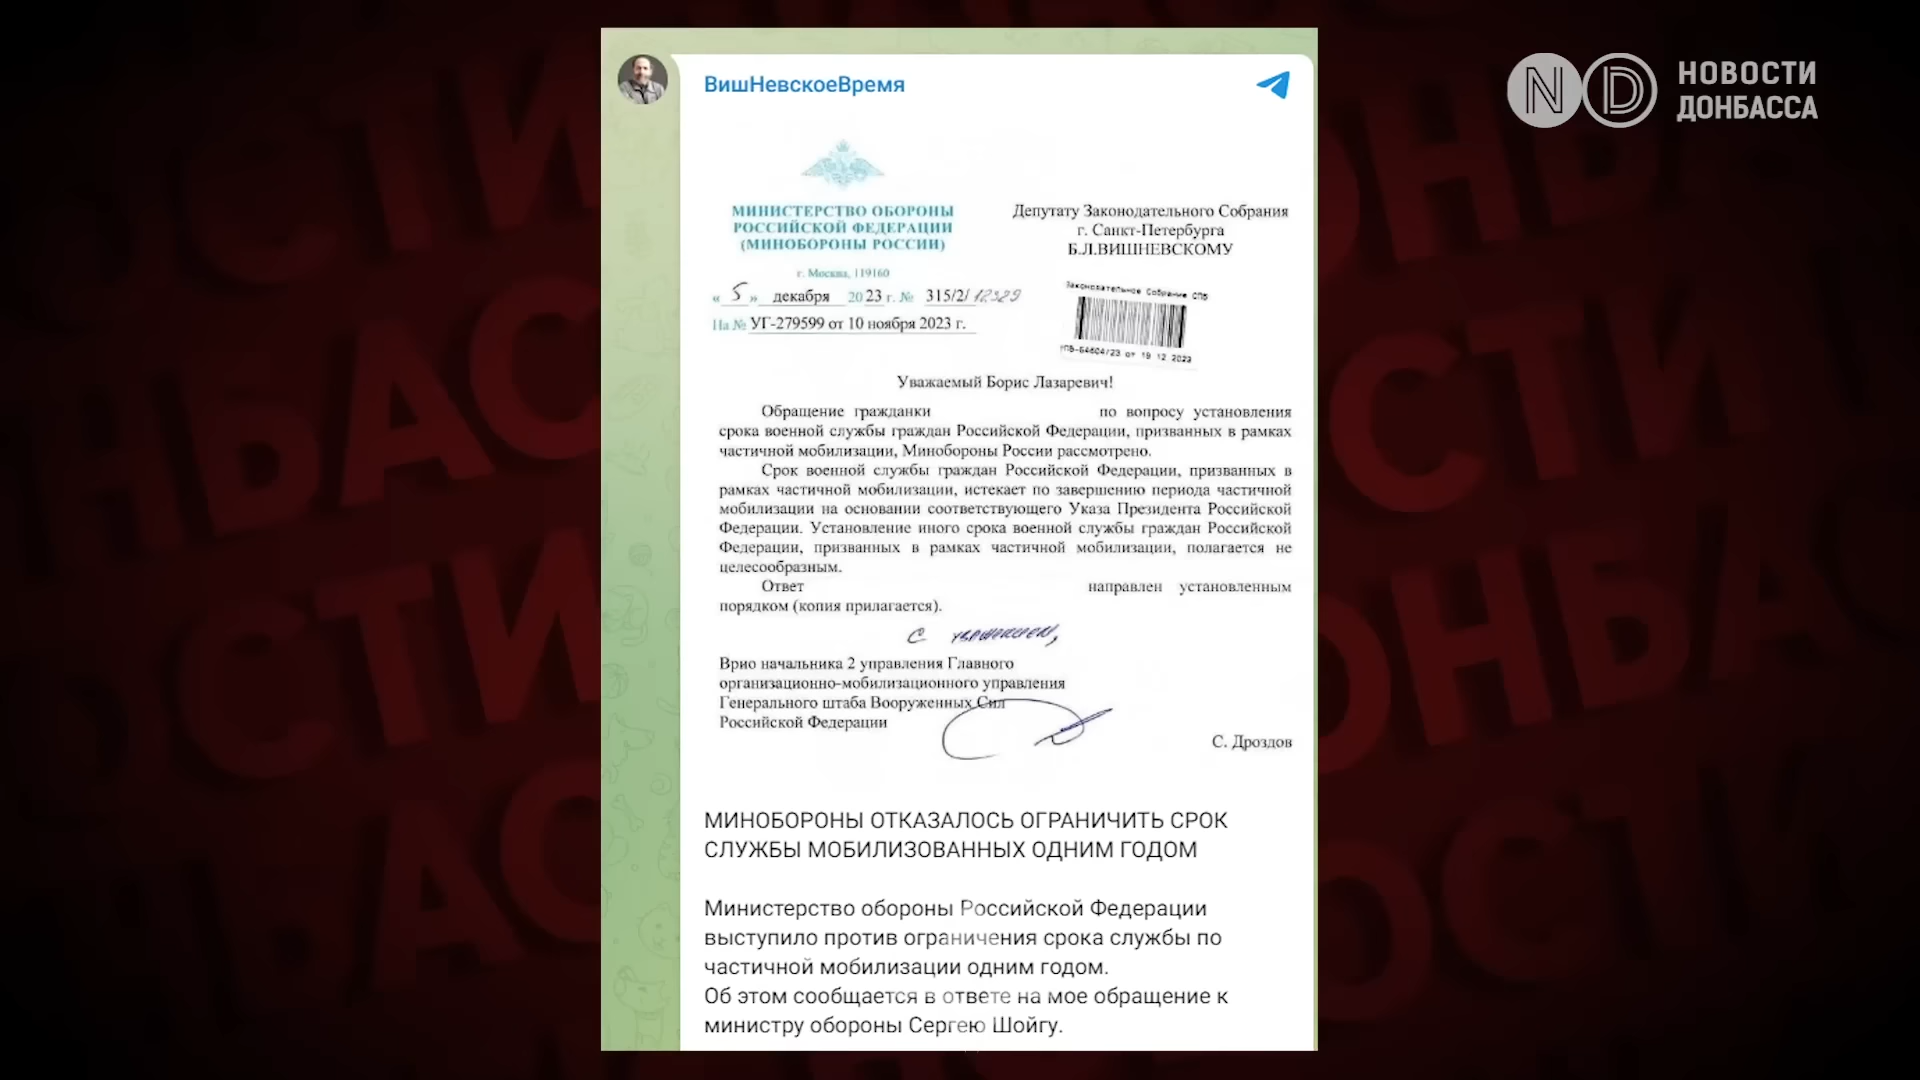 ND
НОВОСТИ
ДОНБАССА
ВишНевскоеВремя
МИНИСТЕРСТВО ОБОРОНЫ
РОССИЙСКОЙ ФЕДЕРАЦИИ
(МИНОБОРОНЫ РОССИИ)
г. Москва, 119160
« 5 » декабря 2023 г. № 315/2/12329
На № УГ-279599 от 10 ноября 2023 г.
Депутату Законодательного Собрания
г. Санкт-Петербурга
Б.Л.ВИШНЕВСКОМУ
Законодательное Собрание СПб
от 19 12 2023
Уважаемый Борис Лазаревич!
Обращение гражданки по вопросу установления
срока военной службы граждан Российской Федерации, призванных в рамках
частичной мобилизации, Минобороны России рассмотрено.
Срок военной службы граждан Российской Федерации, призванных в
рамках частичной мобилизации, истекает по завершению периода частичной
мобилизации на основании соответствующего Указа Президента Российской
Федерации. Установление иного срока военной службы граждан Российской
Федерации, призванных в рамках частичной мобилизации, полагается не
целесообразным.
Ответ направлен установленным
порядком (копия прилагается).
С уважением,
Врио начальника 2 управления Главного
организационно-мобилизационного управления
Генерального штаба Вооруженных Сил
Российской Федерации
С. Дроздов
МИНОБОРОНЫ ОТКАЗАЛОСЬ ОГРАНИЧИТЬ СРОК
СЛУЖБЫ МОБИЛИЗОВАННЫХ ОДНИМ ГОДОМ
Министерство обороны Российской Федерации
выступило против ограничения срока службы по
частичной мобилизации одним годом.
Об этом сообщается в ответе на мое обращение к
министру обороны Сергею Шойгу.